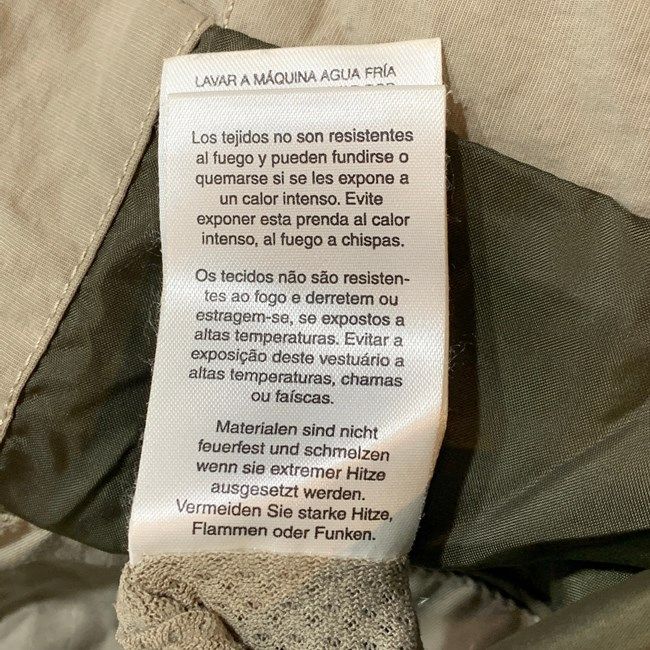 LAVAR A MÁQUINA AGUA FRÍA
Los tejidos no son resistentes
al fuego y pueden fundirse o
quemarse si se les expone a
un calor intenso. Evite
exponer esta prenda al calor
intenso, al fuego a chispas.
Os tecidos não são resisten-
tes ao fogo e derretem ou
estragem-se, se expostos a
altas temperaturas. Evitar a
exposição deste vestuário a
altas temperaturas, chamas
ou faíscas.
Materialen sind nicht
feuerfest und schmelzen
wenn sie extremer Hitze
ausgesetzt werden.
Vermeiden Sie starke Hitze,
Flammen oder Funken.